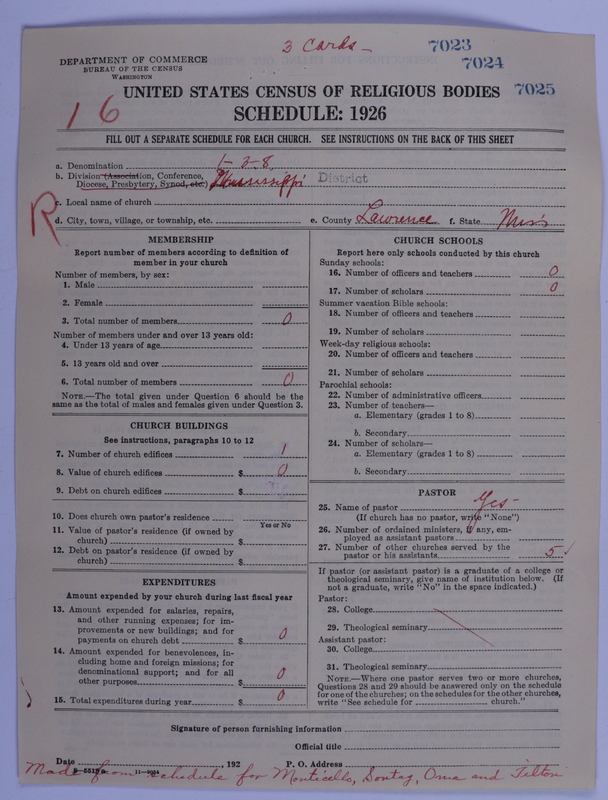 3 Cards -
7023
7024
7025
DEPARTMENT OF COMMERCE
BUREAU OF THE CENSUS
WASHINGTON
16
UNITED STATES CENSUS OF RELIGIOUS BODIES
SCHEDULE: 1926
FILL OUT A SEPARATE SCHEDULE FOR EACH CHURCH. SEE INSTRUCTIONS ON THE BACK OF THIS SHEET
a. Denomination 1-3-8
b. Division (Association, Conference, Diocese, Presbytery, Synod, etc.) Mississippi District
R
c. Local name of church
d. City, town, village, or township, etc. e. County Lawrence f. State Miss
MEMBERSHIP
Report number of members according to definition of
member in your church
Number of members, by sex:
1. Male
2. Female
3. Total number of members 0
Number of members under and over 13 years old:
4. Under 13 years of age
5. 13 years old and over
6. Total number of members 0
NOTE.—The total given under Question 6 should be the
same as the total of males and females given under Question 3.
CHURCH BUILDINGS
See instructions, paragraphs 10 to 12
7. Number of church edifices 1
8. Value of church edifices $ 0
9. Debt on church edifices $
10. Does church own pastor's residence
Yes or No
11. Value of pastor's residence (if owned by
church) $
12. Debt on pastor's residence (if owned by
church) $
EXPENDITURES
Amount expended by your church during last fiscal year
13. Amount expended for salaries, repairs,
and other running expenses; for im-
provements or new buildings; and for
payments on church debt $ 0
14. Amount expended for benevolences, in-
cluding home and foreign missions; for
denominational support; and for all
other purposes $ 0
15. Total expenditures during year $ 0
CHURCH SCHOOLS
Report here only schools conducted by this church
Sunday schools:
16. Number of officers and teachers 0
17. Number of scholars 0
Summer vacation Bible schools:
18. Number of officers and teachers
19. Number of scholars
Week-day religious schools:
20. Number of officers and teachers
21. Number of scholars
Parochial schools:
22. Number of administrative officers
23. Number of teachers—
a. Elementary (grades 1 to 8)
b. Secondary
24. Number of scholars—
a. Elementary (grades 1 to 8)
b. Secondary
PASTOR
25. Name of pastor Yes-
(If church has no pastor, write "None")
26. Number of ordained ministers, if any, em-
ployed as assistant pastors
27. Number of other churches served by the
pastor or his assistants 5
If pastor (or assistant pastor) is a graduate of a college or
theological seminary, give name of institution below. (If
not a graduate, write "No" in the space indicated.)
Pastor:
28. College
29. Theological seminary
Assistant pastor:
30. College
31. Theological seminary
NOTE.—Where one pastor serves two or more churches,
Questions 28 and 29 should be answered only on the schedule
for one of the churches; on the schedules for the other churches,
write "See schedule for church."
Signature of person furnishing information
Official title
Date , 192 P. O. Address
11-9064
Made from schedule for Monticello, Sontag, Oma and Tilton